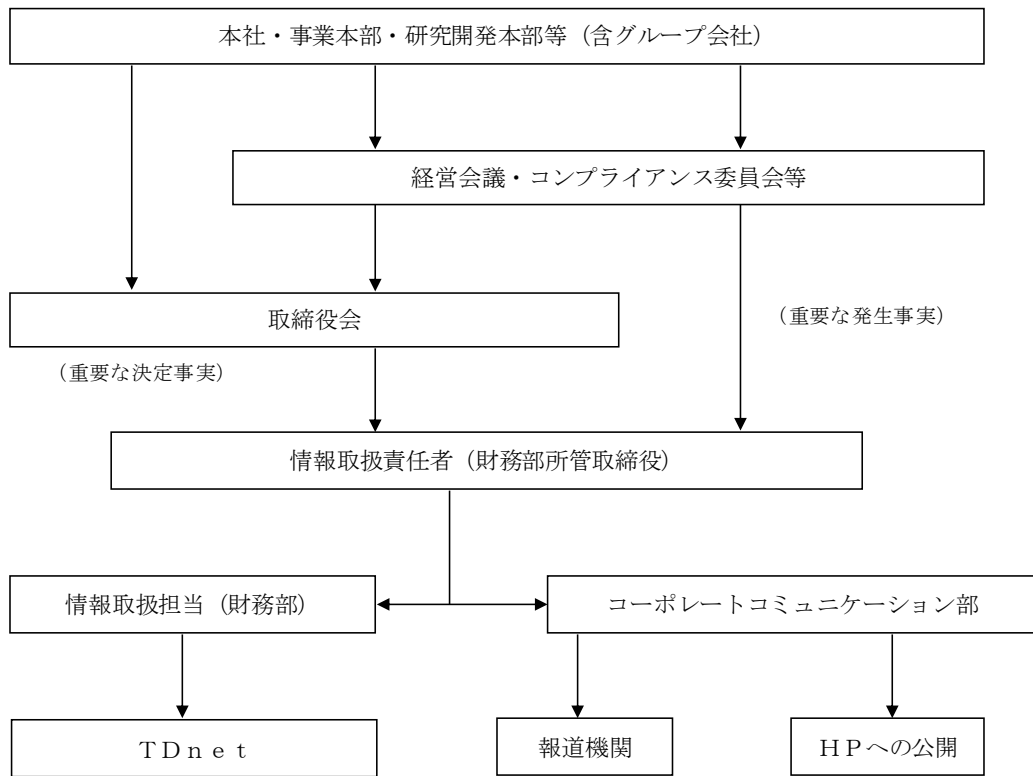 本社・事業本部・研究開発本部等（含グループ会社）
経営会議・コンプライアンス委員会等
取締役会
（重要な発生事実）
（重要な決定事実）
情報取扱責任者（財務部所管取締役）
情報取扱担当（財務部）
コーポレートコミュニケーション部
ＴＤｎｅｔ
報道機関
ＨＰへの公開